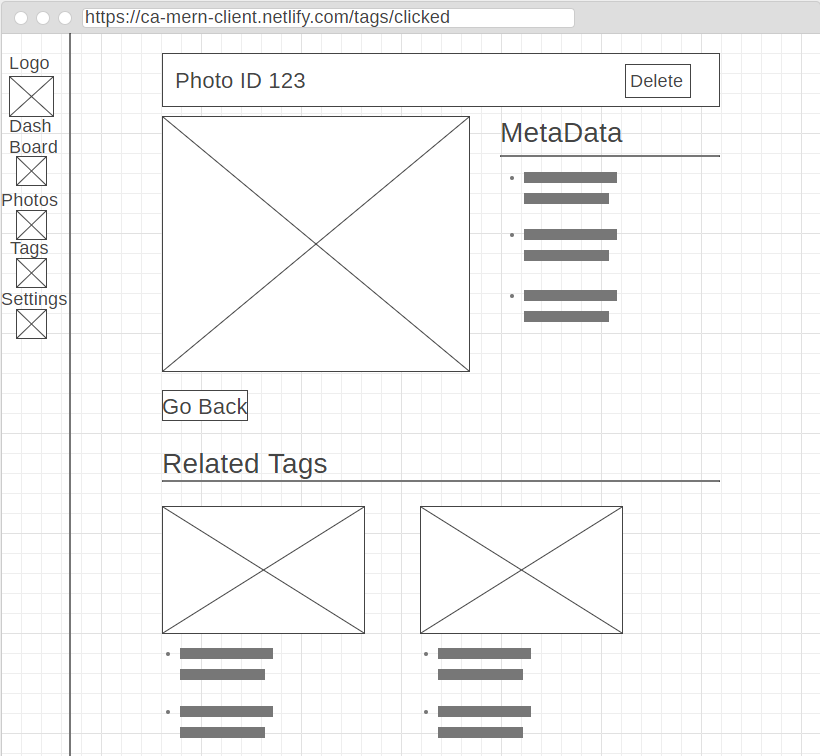 https://ca-mern-client.netlify.com/tags/clicked
Logo
Dash
Board
Photos
Tags
Settings
Photo ID 123
Delete
MetaData
Go Back
Related Tags